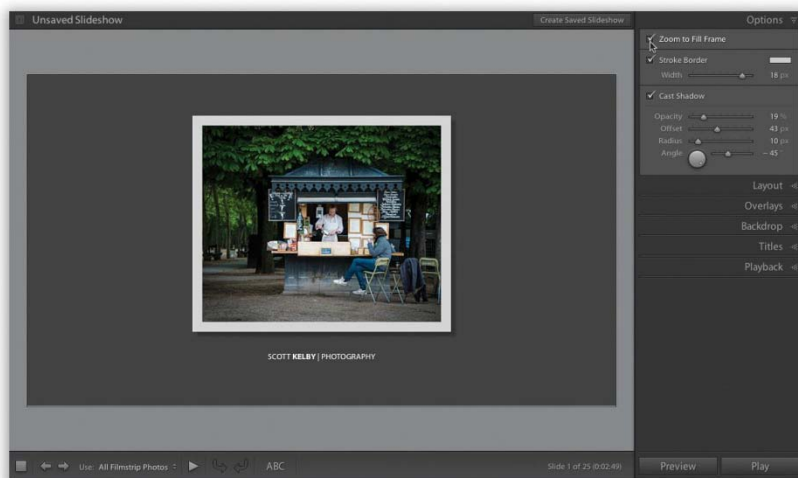 Unsaved Slideshow
Create Saved Slideshow
SCOTT KELBY | PHOTOGRAPHY
Use: All Filmstrip Photos
ABC
Slide 1 of 25 (0:02:49)
Options
Zoom to Fill Frame
Stroke Border
Width 18 px
Cast Shadow
Opacity 19 %
Offset 43 px
Radius 10 px
Angle - 45 °
Layout
Overlays
Backdrop
Titles
Playback
Preview
Play